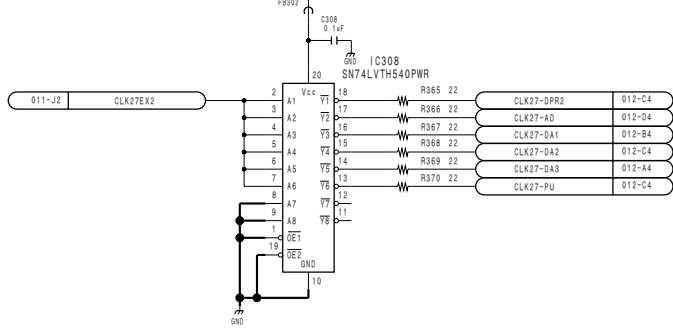 FB302
C308
0.1uF
GND
IC308
SN74LVTH540PWR
20
Vcc
011-J2 CLK27EX2
2 A1 Y1 18 R365 22 CLK27-DPR2 012-C4
3 A2 Y2 17 R366 22 CLK27-AD 012-D4
4 A3 Y3 16 R367 22 CLK27-DA1 012-B4
5 A4 Y4 15 R368 22 CLK27-DA2 012-C4
6 A5 Y5 14 R369 22 CLK27-DA3 012-A4
7 A6 Y6 13 R370 22 CLK27-PU 012-C4
8 A7 Y7 12
9 A8 Y8 11
1 OE1
19 OE2
GND
10
GND